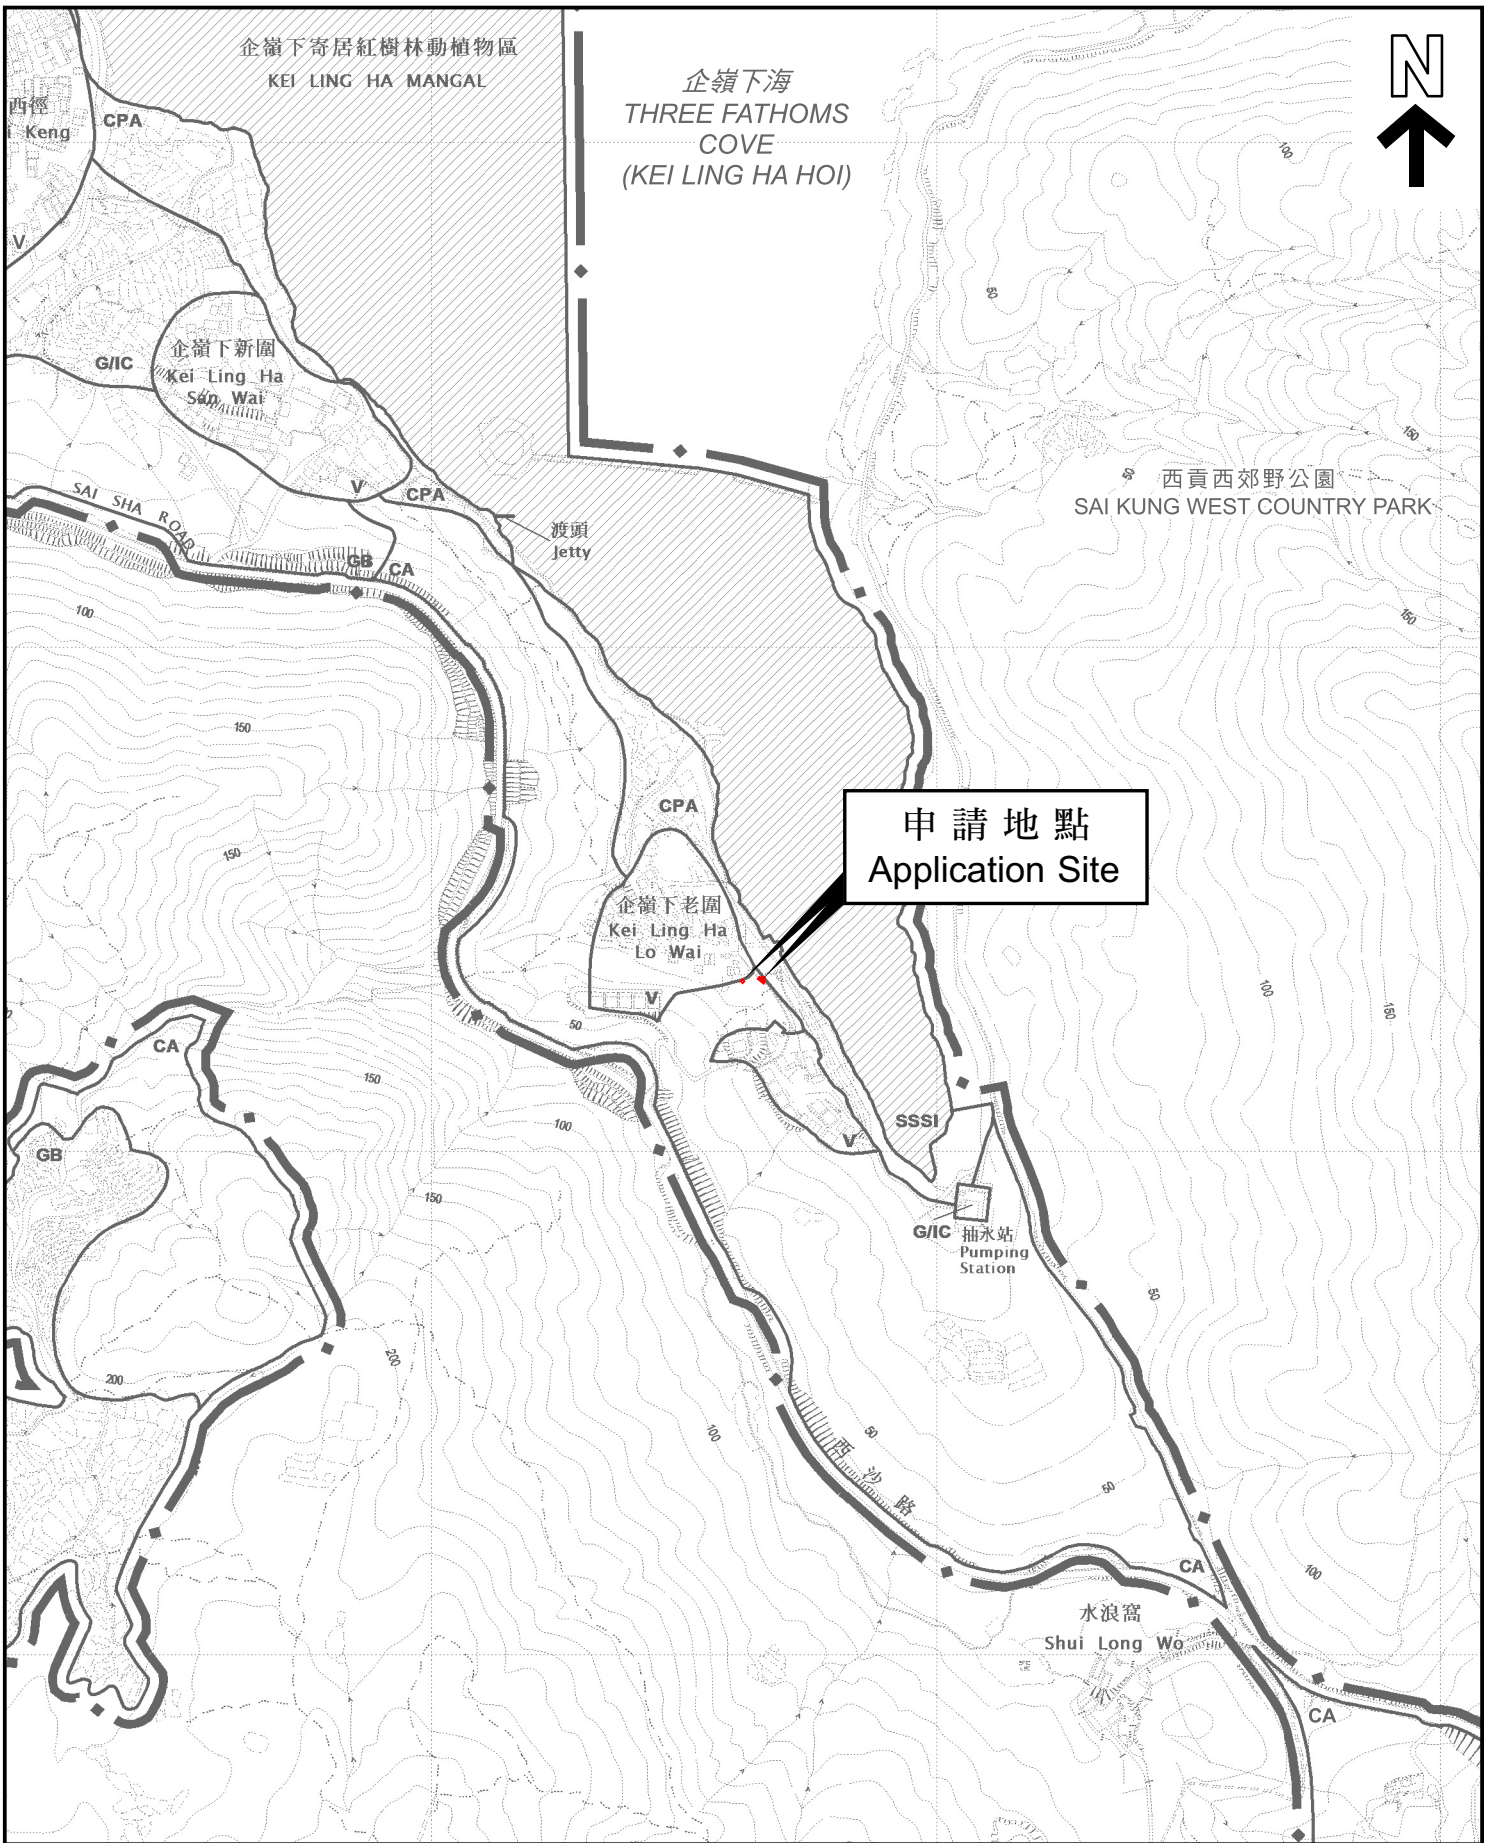 企嶺下寄居紅樹林動植物區
KEI LING HA MANGAL
企嶺下海
THREE FATHOMS
COVE
(KEI LING HA HOI)
N
西徑
i Keng
CPA
V
100
50
G/IC
企嶺下新圍
Kei Ling Ha
San Wai
V
CPA
150
50
西貢西郊野公園
SAI KUNG WEST COUNTRY PARK
SAI SHA ROAD
渡頭
Jetty
GB
CA
100
150
150
CPA
申請地點
Application Site
150
企嶺下老圍
Kei Ling Ha
Lo Wai
V
100
150
50
CA
150
100
SSSI
V
GB
150
G/IC
抽水站
Pumping
Station
50
200
200
100
50
西沙路
50
CA
100
水浪窩
Shui Long Wo
CA